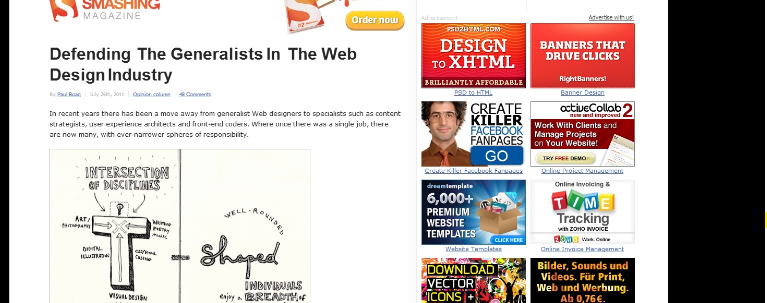 SMASHING
MAGAZINE
Order now
Defending The Generalists In The Web
Design Industry
By Paul Boag | July 26th, 2011 | Opinion column | 48 Comments
In recent years there has been a move away from generalist Web designers to specialists such as content
strategists, user experience architects and front-end coders. Where once there was a single job, there
are now many, with ever narrower spheres of responsibility.
INTERSECTION
OF DISCIPLINES
ART/
DIGITAL
ILLUSTRATION
VISUAL DESIGN
WELL-ROUNDED
Shaped
INDIVIDUALS
enjoy a BREADTH of
Advertisement
Advertise with us!
PSD2HTML.COM
DESIGN
TO XHTML
BRILLIANTLY AFFORDABLE
PSD to HTML
BANNERS THAT
DRIVE CLICKS
RightBanners!
Banner Design
CREATE
KILLER
FACEBOOK
FANPAGES
GO
Create Killer Facebook Fanpages
activeCollab 2
new and improved
Work With Clients and
Manage Projects
on Your Website!
TRY FREE DEMO
Online Project Management
dreamtemplate
6,000+
PREMIUM
WEBSITE
TEMPLATES
CLICK HERE
Website Templates
Online Invoicing &
TIME
Tracking
with ZOHO INVOICE
ZOHO Work. Online
Online Invoice Management
DOWNLOAD
VECTOR
ICONS+
Bilder, Sounds und
Videos. Für Print,
Web und Werbung.
Ab 0,76€.